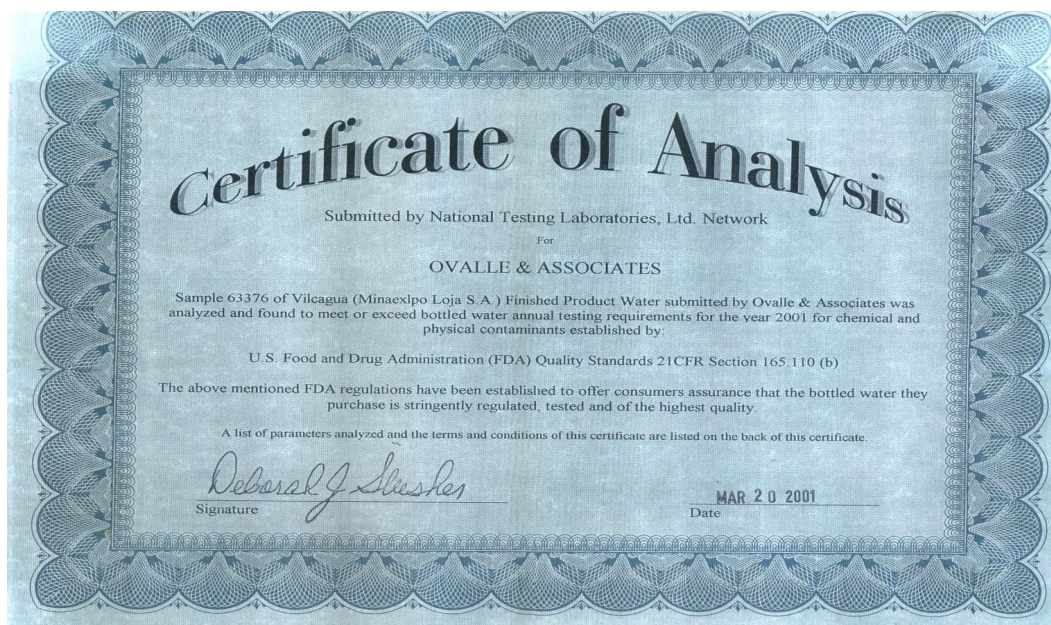 Certificate of Analysis
Submitted by National Testing Laboratories, Ltd. Network
For
OVALLE & ASSOCIATES
Sample 63376 of Vilcagua (Minaexlpo Loja S.A.) Finished Product Water submitted by Ovalle & Associates was
analyzed and found to meet or exceed bottled water annual testing requirements for the year 2001 for chemical and
physical contaminants established by:
U.S. Food and Drug Administration (FDA) Quality Standards 21CFR Section 165.110 (b)
The above mentioned FDA regulations have been established to offer consumers assurance that the bottled water they
purchase is stringently regulated, tested and of the highest quality.
A list of parameters analyzed and the terms and conditions of this certificate are listed on the back of this certificate.
Deborah J Slusher
Signature
MAR 20 2001
Date